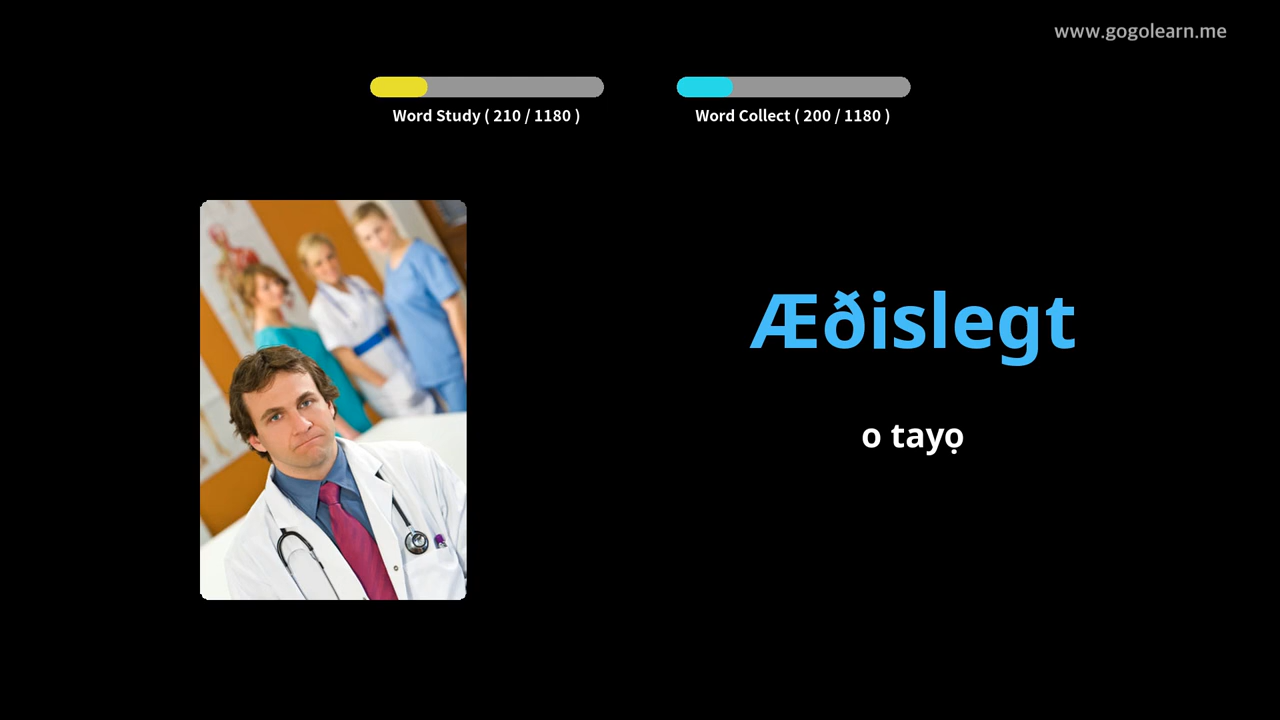 www.gogolearn.me
Word Study ( 210 / 1180 )
Word Collect ( 200 / 1180 )
Æðislegt
o tayọ